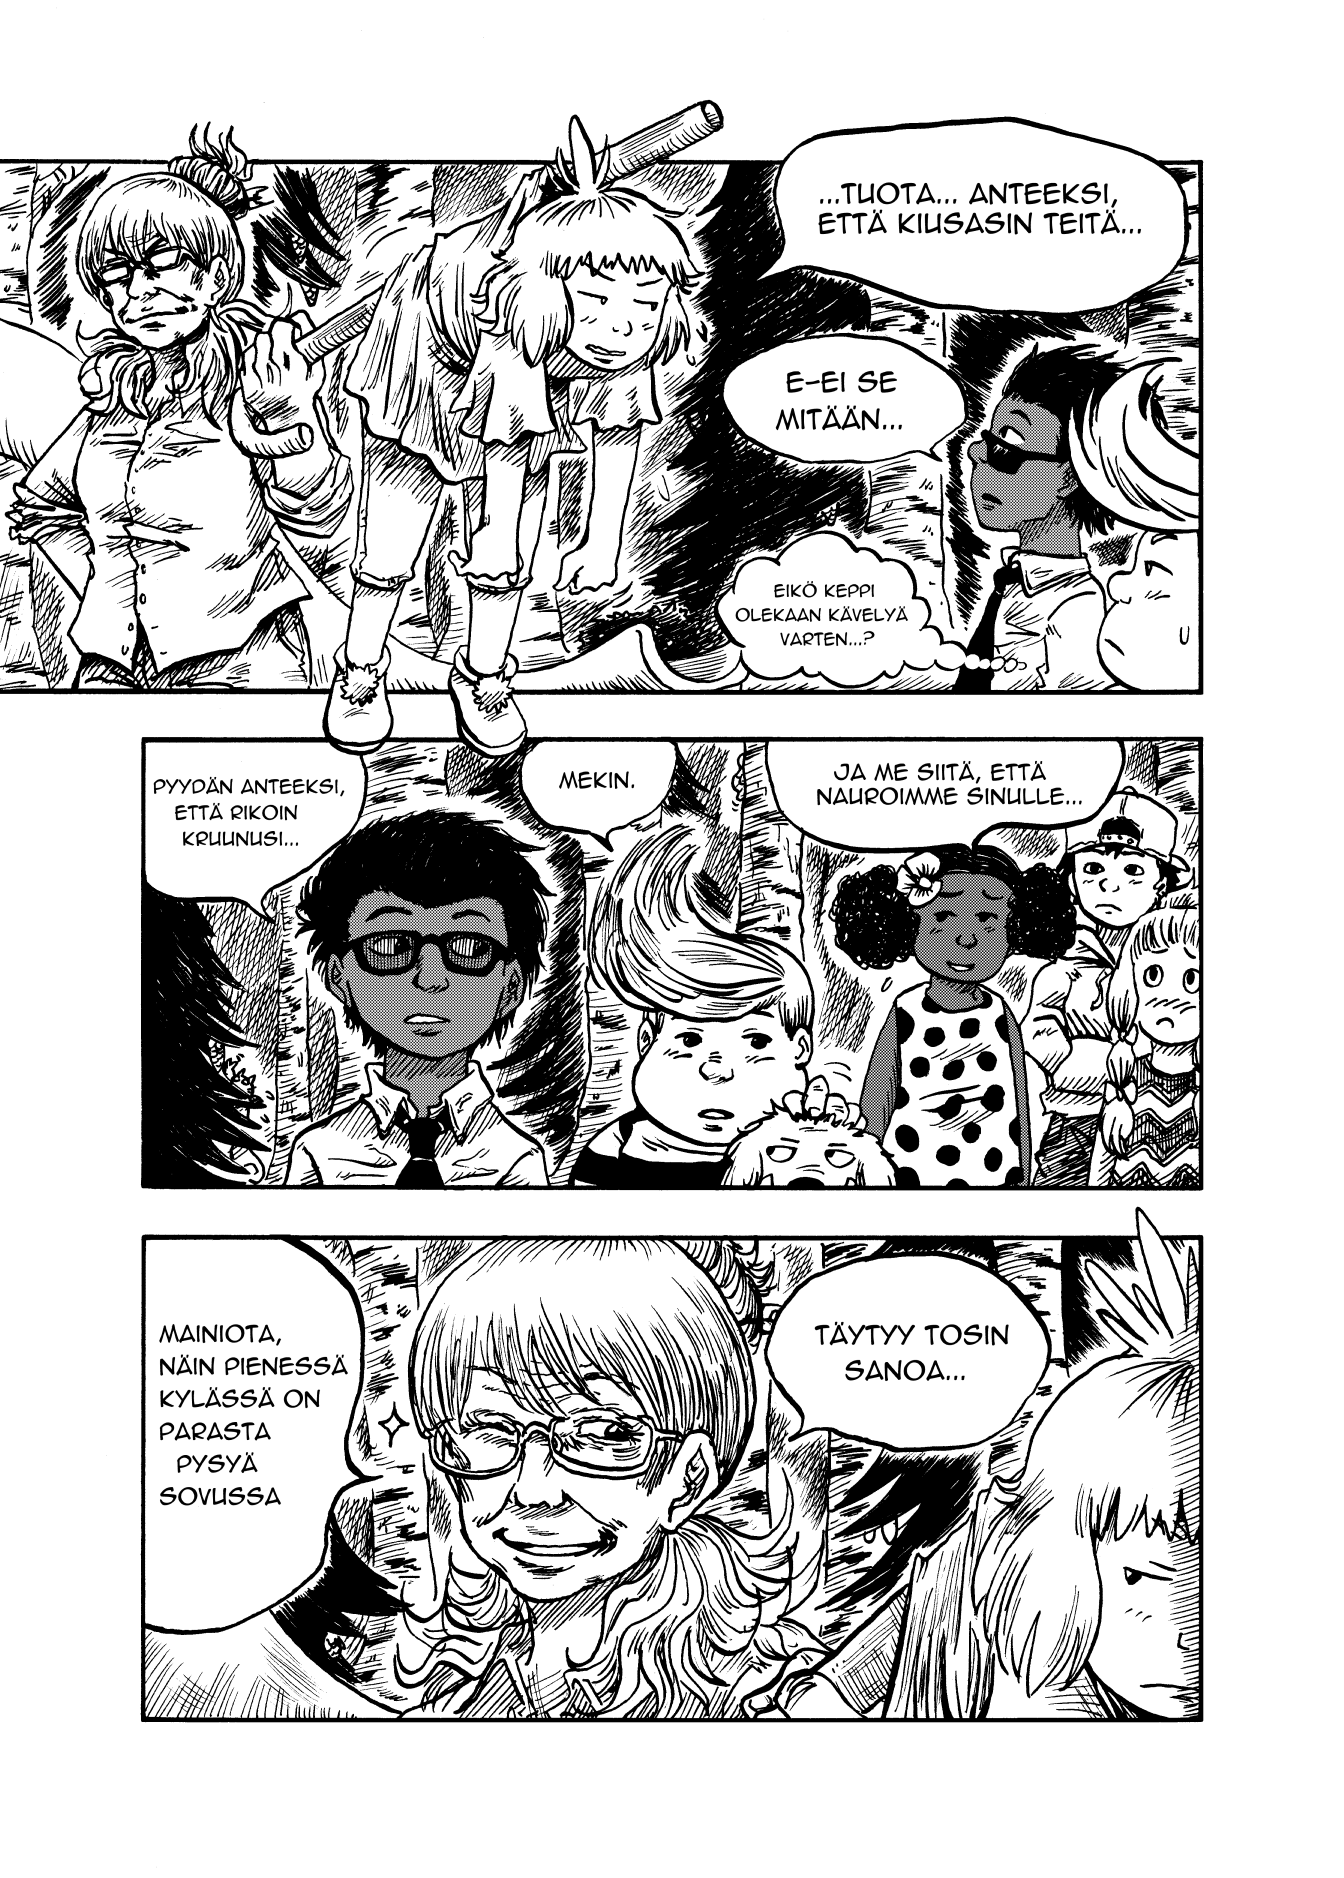 ...TUOTA... ANTEEKSI,
ETTÄ KIUSASIN TEITÄ...
E-EI SE
MITÄÄN...
EIKÖ KEPPI
OLEKAAN KÄVELYÄ
VARTEN...?
PYYDÄN ANTEEKSI,
ETTÄ RIKOIN
KRUUNUSI...
MEKIN.
JA ME SIITÄ, ETTÄ
NAUROIMME SINULLE...
MAINIOTA,
NÄIN PIENESSÄ
KYLÄSSÄ ON
PARASTA
PYSYÄ
SOVUSSA
TÄYTYY TOSIN
SANOA...